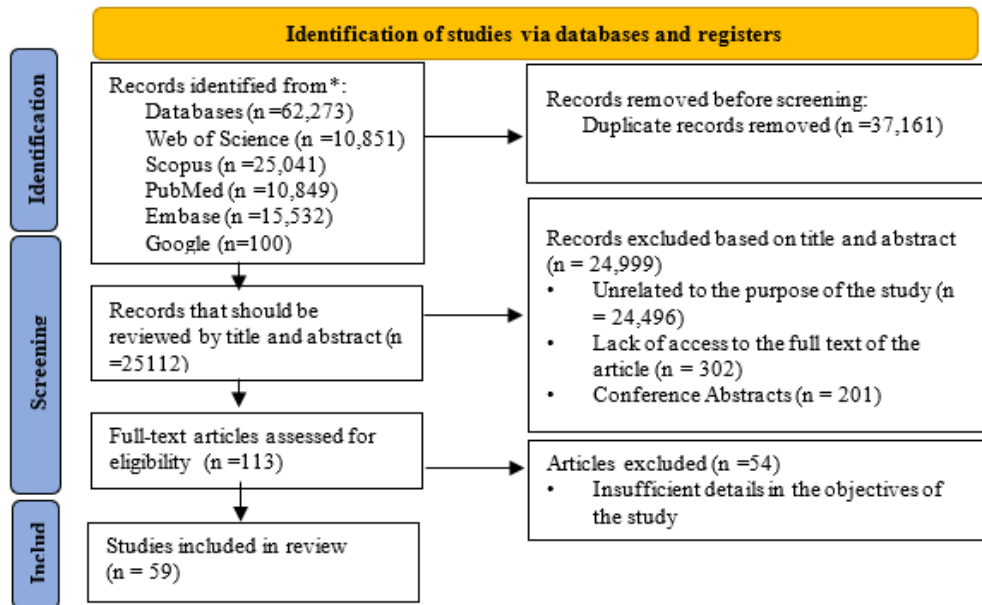 Identification of studies via databases and registers
Identification
Records identified from*:
Databases (n =62,273)
Web of Science (n =10,851)
Scopus (n =25,041)
PubMed (n =10,849)
Embase (n =15,532)
Google (n=100)
Records removed before screening:
Duplicate records removed (n =37,161)
Screening
Records that should be
reviewed by title and abstract (n
=25112)
Records excluded based on title and abstract
(n = 24,999)
• Unrelated to the purpose of the study (n
= 24,496)
• Lack of access to the full text of the
article (n = 302)
• Conference Abstracts (n = 201)
Full-text articles assessed for
eligibility (n =113)
Articles excluded (n =54)
• Insufficient details in the objectives of
the study
Includ
Studies included in review
(n = 59)